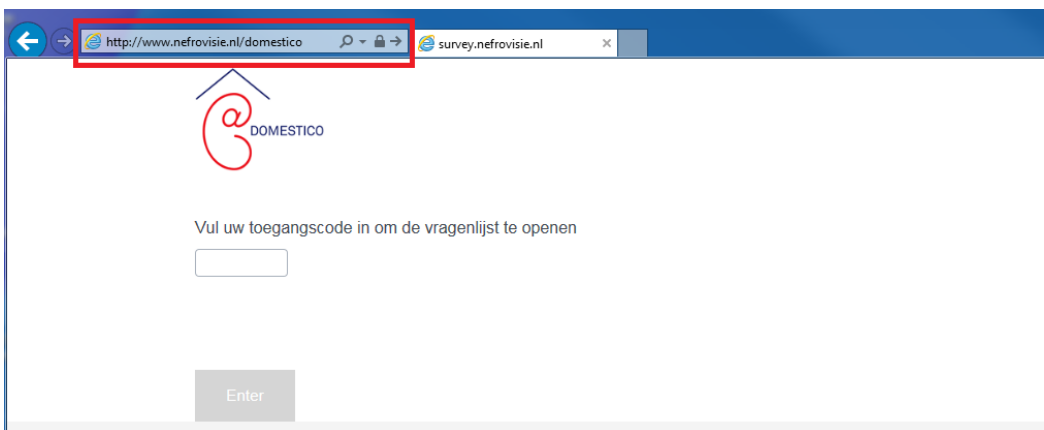 http://www.nefrovisie.nl/domestico
survey.nefrovisie.nl
@ DOMESTICO
Vul uw toegangscode in om de vragenlijst te openen
Enter